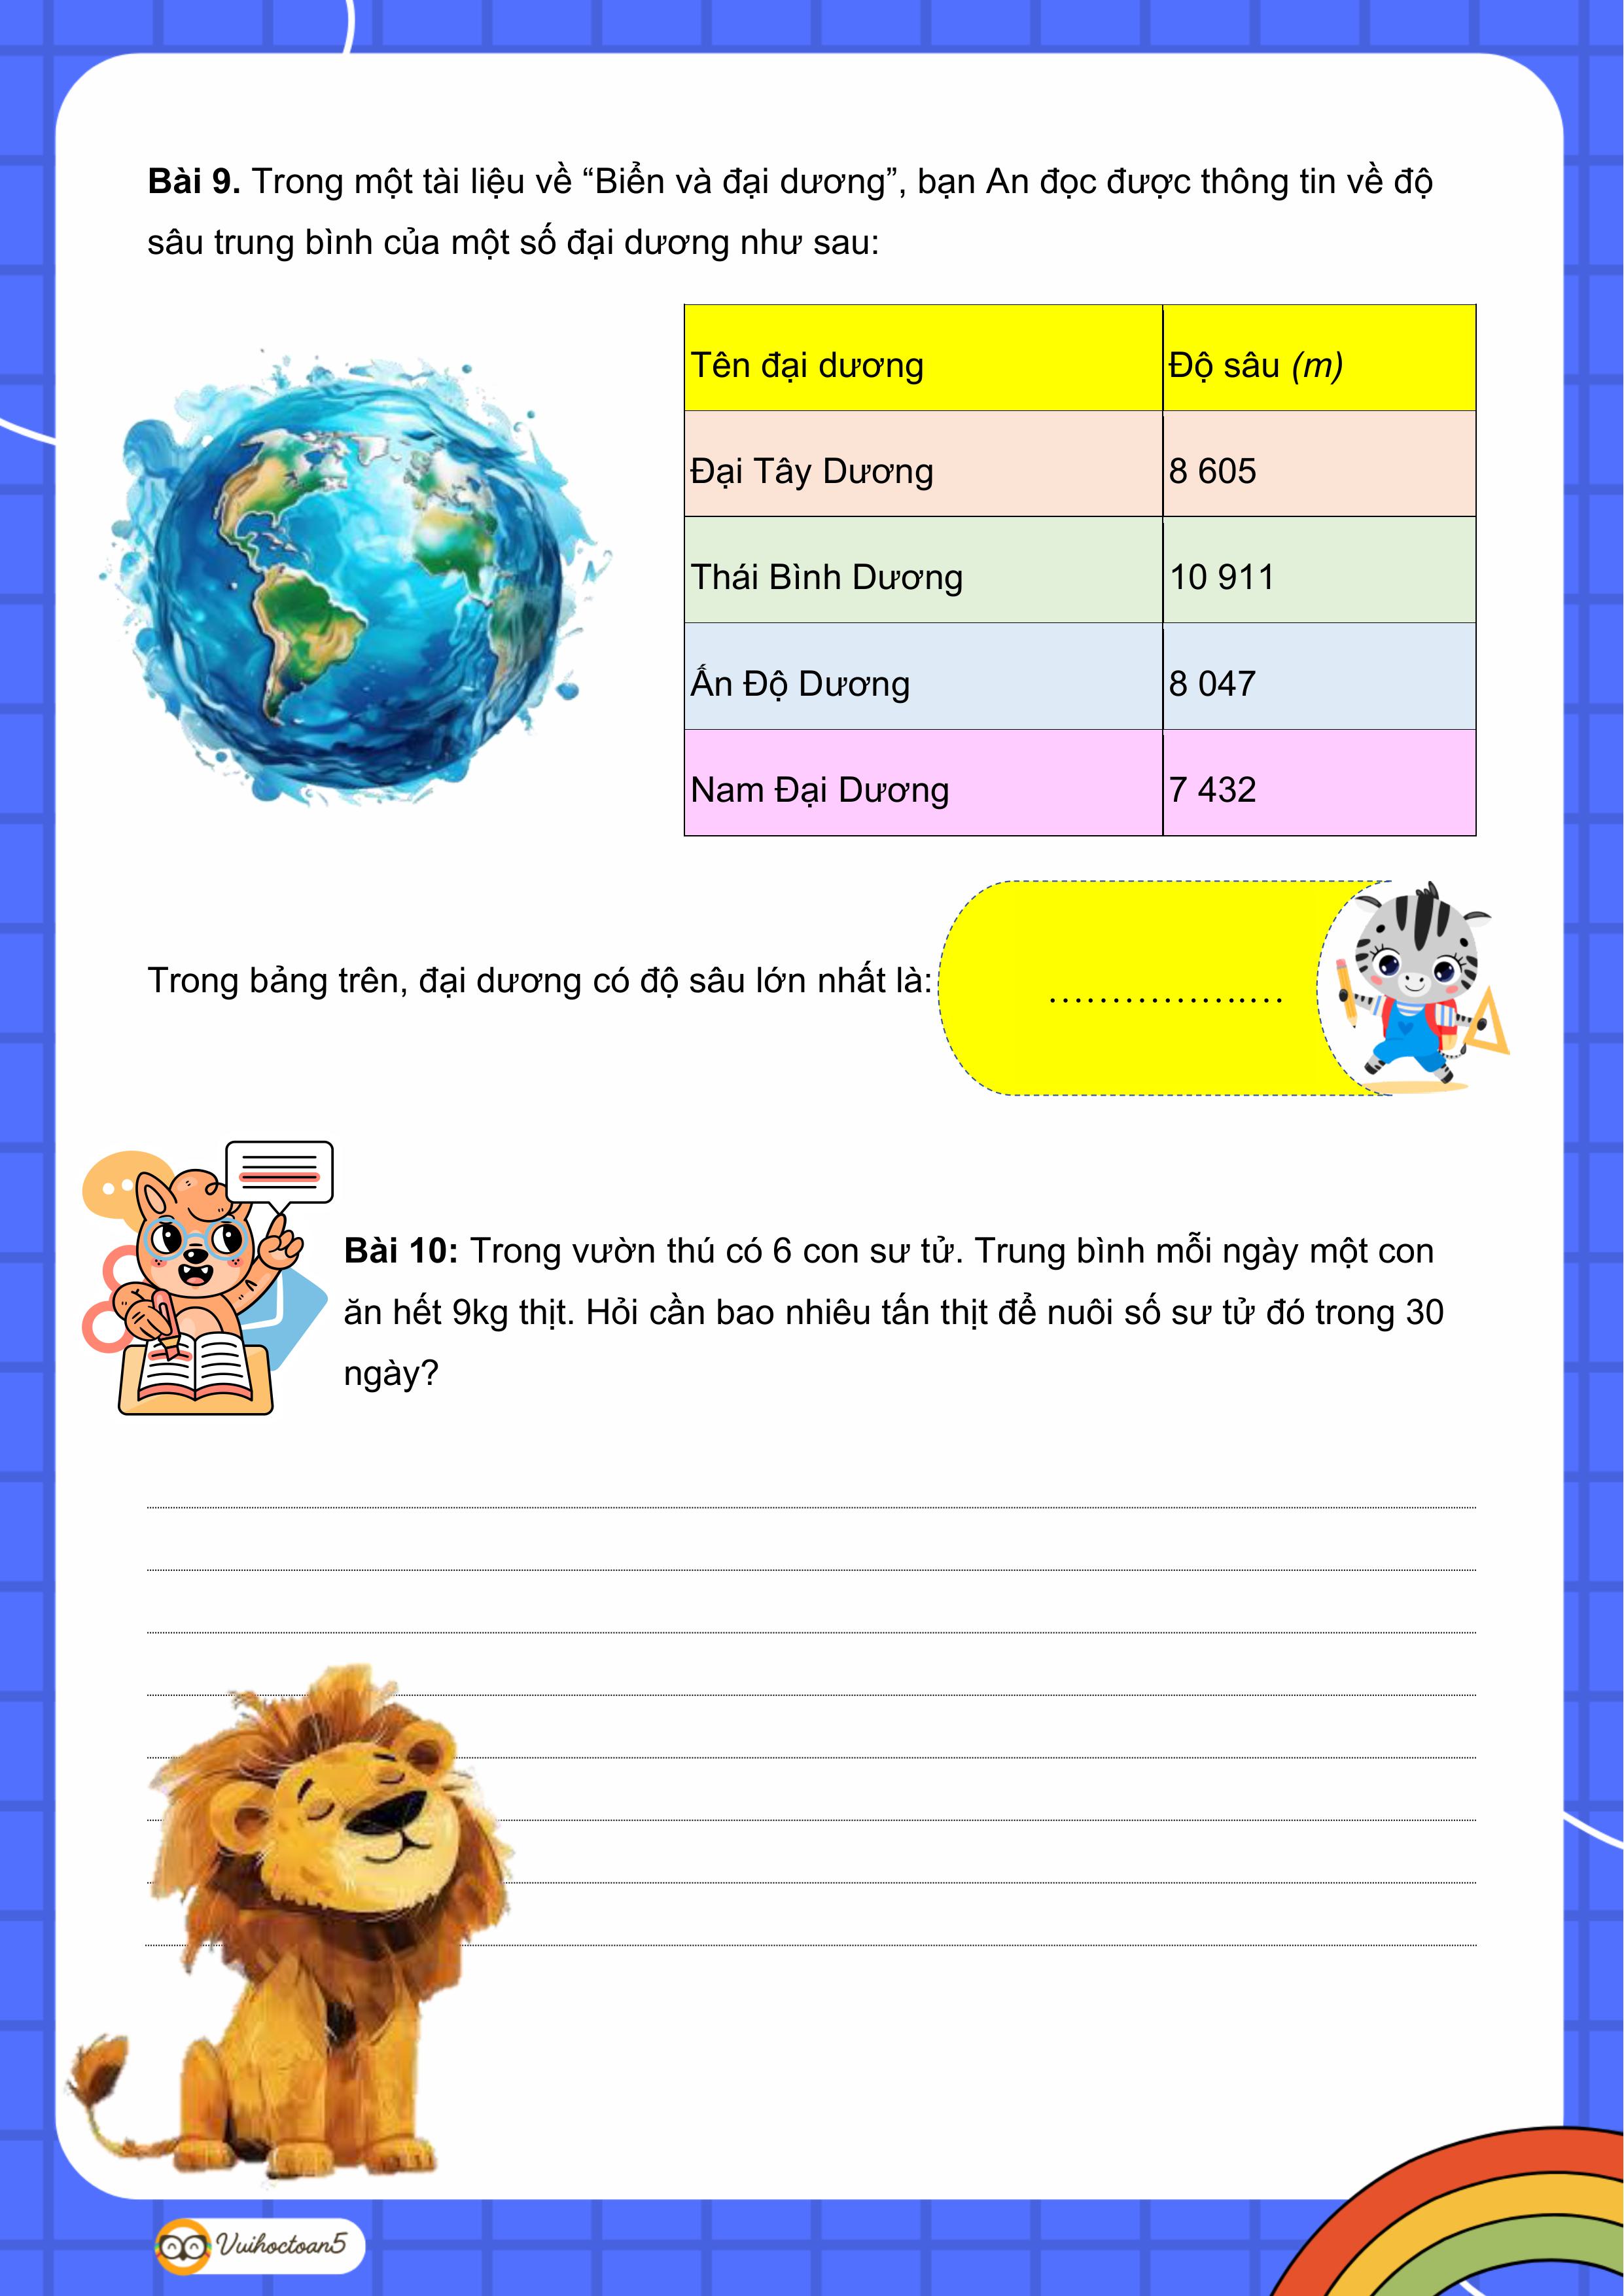 Bài 9. Trong một tài liệu về “Biển và đại dương”, bạn An đọc được thông tin về độ
sâu trung bình của một số đại dương như sau:
Tên đại dương Độ sâu (m)
Đại Tây Dương 8 605
Thái Bình Dương 10 911
Ấn Độ Dương 8 047
Nam Đại Dương 7 432
Trong bảng trên, đại dương có độ sâu lớn nhất là: ...................
Bài 10: Trong vườn thú có 6 con sư tử. Trung bình mỗi ngày một con
ăn hết 9kg thịt. Hỏi cần bao nhiêu tấn thịt để nuôi số sư tử đó trong 30
ngày?
Vuihoctoan5